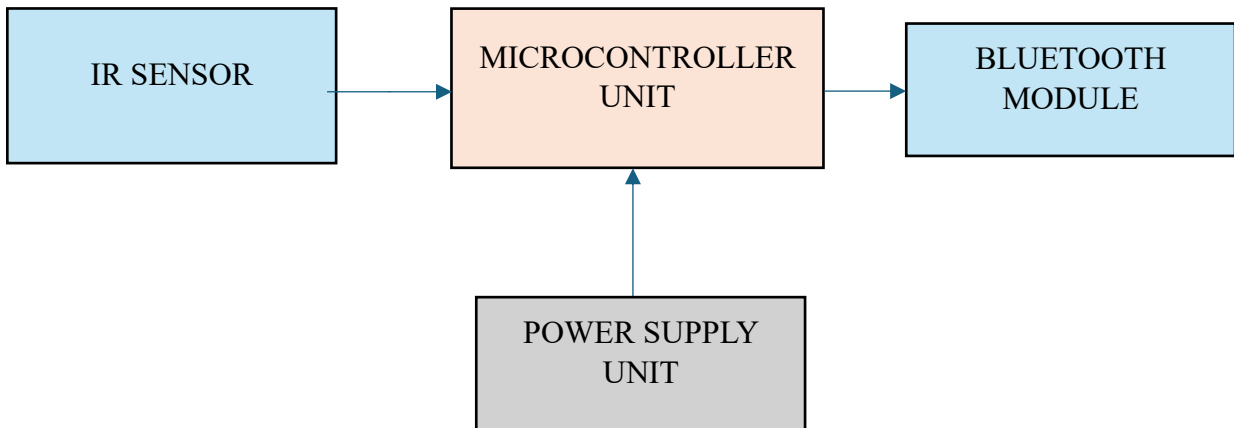 IR SENSOR
MICROCONTROLLER
UNIT
BLUETOOTH
MODULE
POWER SUPPLY
UNIT